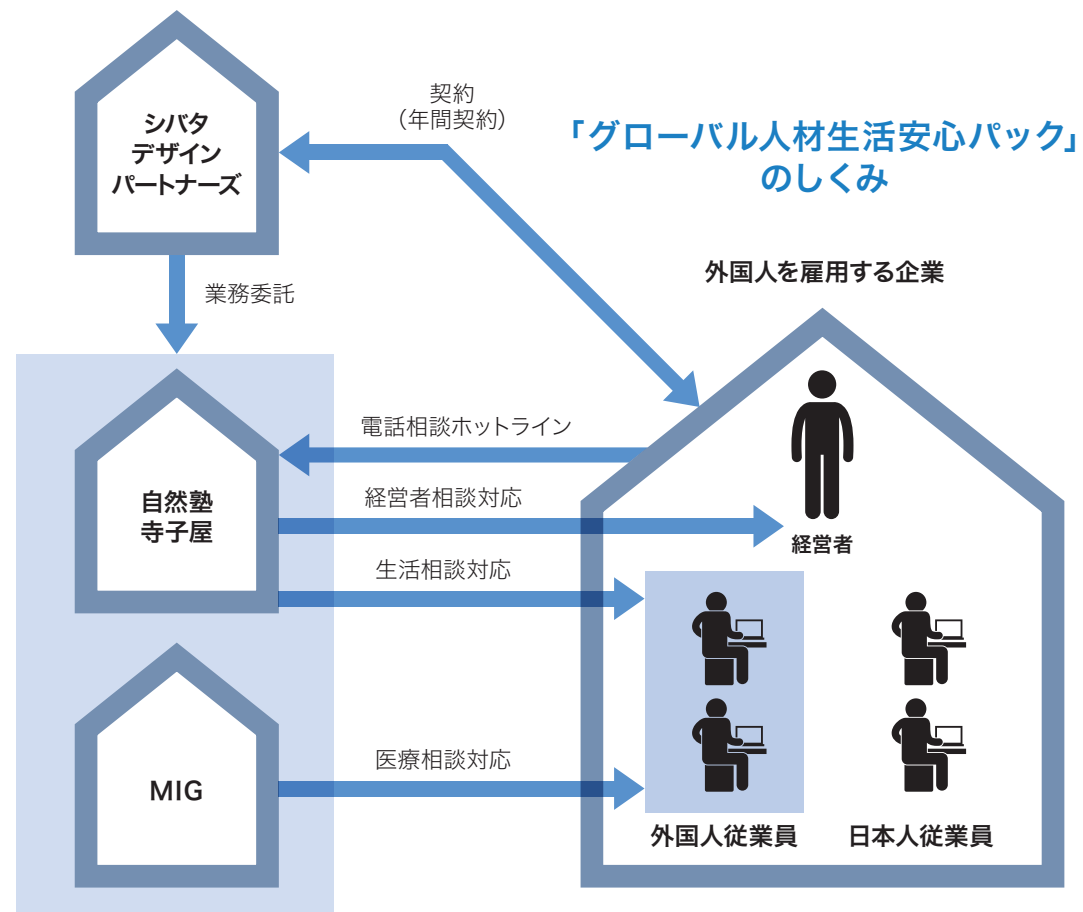 シバタ
デザイン
パートナーズ
契約
（年間契約）
「グローバル人材生活安心パック」
のしくみ
業務委託
外国人を雇用する企業
自然塾
寺子屋
電話相談ホットライン
経営者相談対応
生活相談対応
経営者
MIG
医療相談対応
外国人従業員
日本人従業員